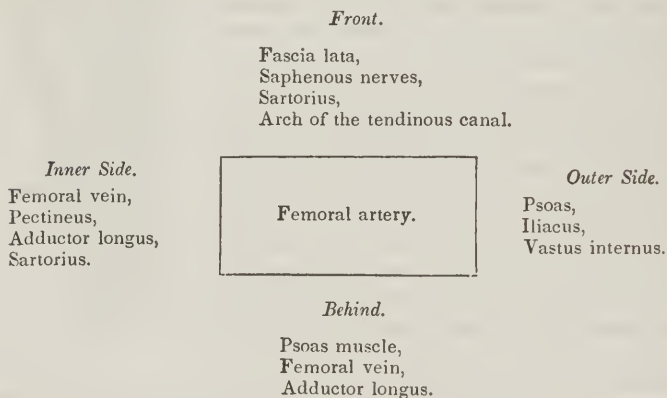 Front.
Fascia lata,
Saphenous nerves,
Sartorius,
Arch of the tendinous canal.
Inner Side.
Femoral vein,
Pectineus,
Adductor longus,
Sartorius.
Femoral artery.
Outer Side.
Psoas,
Iliacus,
Vastus internus.
Behind.
Psoas muscle,
Femoral vein,
Adductor longus.